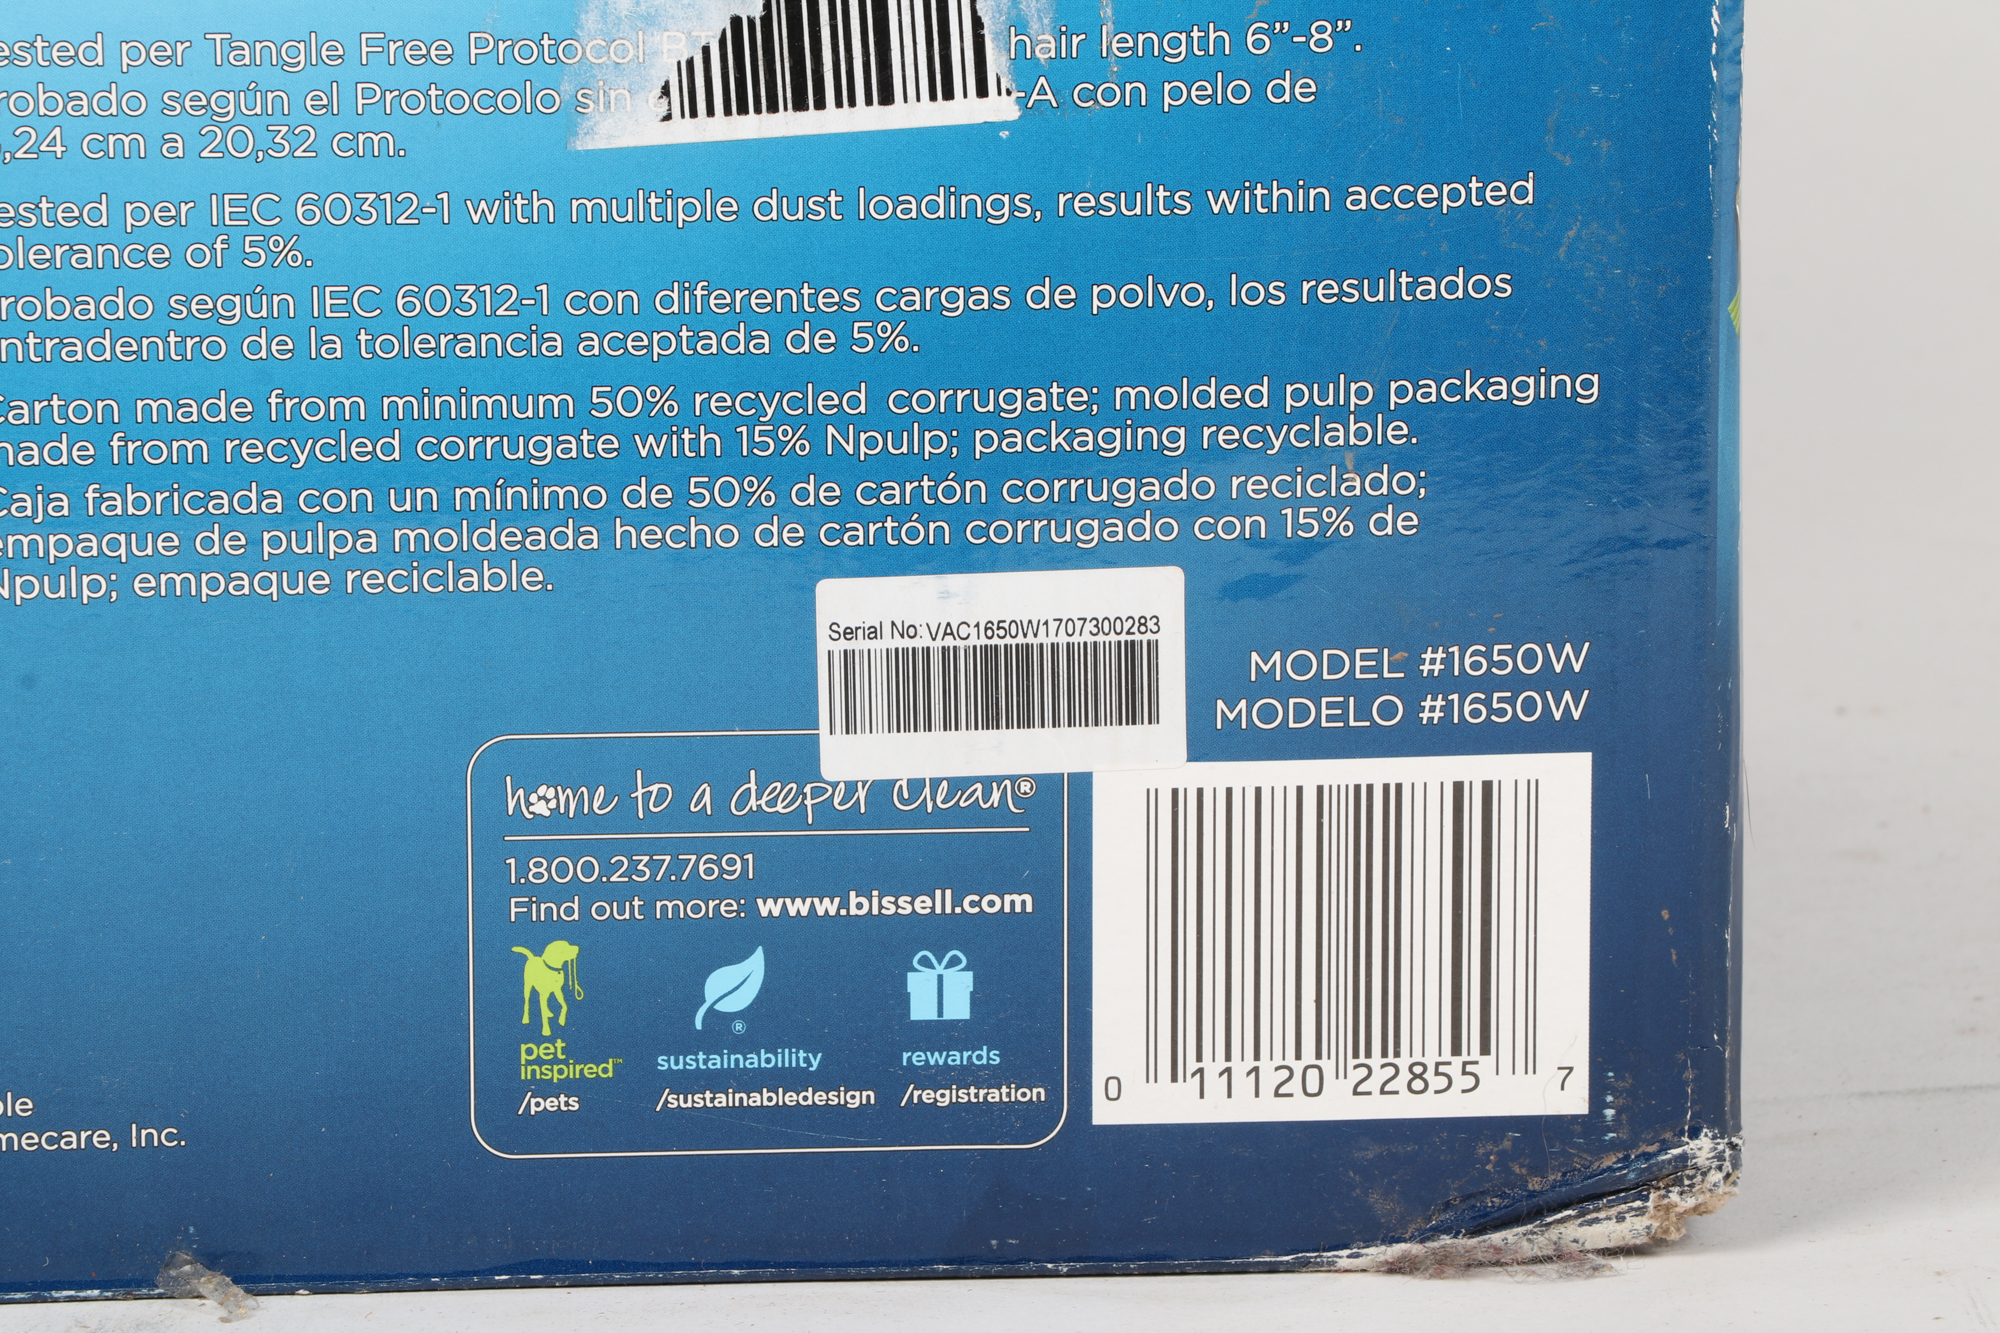 ested per Tangle Free Protocol hair length 6”-8”.
robado según el Protocolo sin -A con pelo de
,24 cm a 20,32 cm.
ested per IEC 60312-1 with multiple dust loadings, results within accepted
olerance of 5%.
robado según IEC 60312-1 con diferentes cargas de polvo, los resultados
ntradentro de la tolerancia aceptada de 5%.
Carton made from minimum 50% recycled corrugate; molded pulp packaging
made from recycled corrugate with 15% Npulp; packaging recyclable.
Caja fabricada con un mínimo de 50% de cartón corrugado reciclado;
empaque de pulpa moldeada hecho de cartón corrugado con 15% de
Npulp; empaque reciclable.
Serial No:VAC1650W1707300283
MODEL #1650W
MODELO #1650W
home to a deeper clean®
1.800.237.7691
Find out more: www.bissell.com
pet
inspired™
/pets
®
sustainability
/sustainabledesign
rewards
/registration
0 11120 22855 7
ole
mecare, Inc.